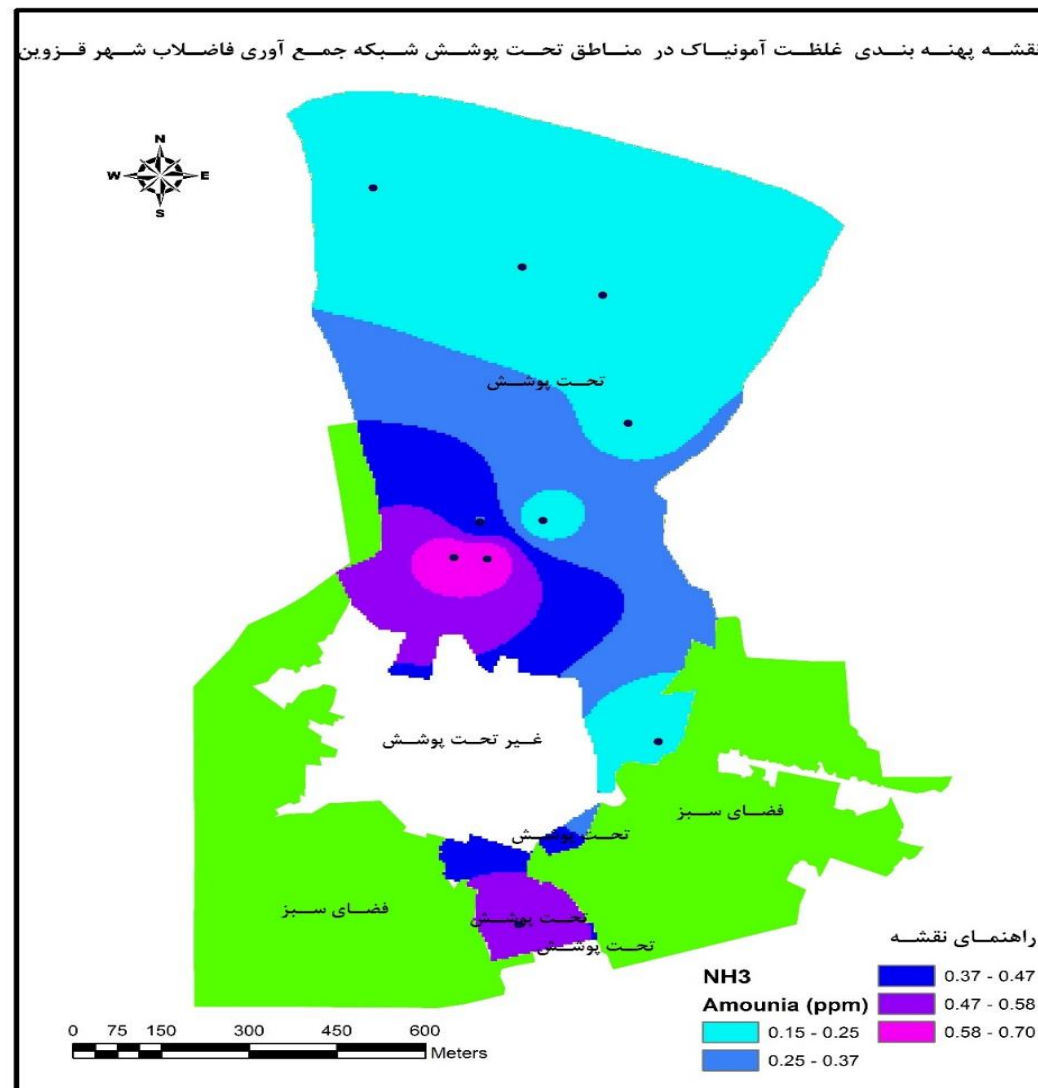 نقشه پهنه بندی غلظت آمونیاک در مناطق تحت پوشش شبکه جمع آوری فاضلاب شهر قزوین
N
W E
S
تحت پوشش
غیر تحت پوشش
فضای سبز
تحت پوشش
فضای سبز
تحت پوشش
تحت پوشش
راهنمای نقشه
NH3
Amounia (ppm)
0.15 - 0.25
0.25 - 0.37
0.37 - 0.47
0.47 - 0.58
0.58 - 0.70
0 75 150 300 450 600
Meters